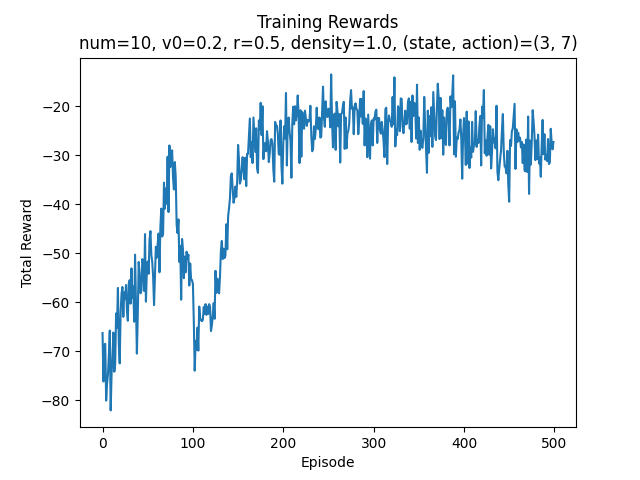 Training Rewards
num=10, v0=0.2, r=0.5, density=1.0, (state, action)=(3, 7)
−20
−30
−40
−50
−60
−70
−80
Total Reward
0 100 200 300 400 500
Episode